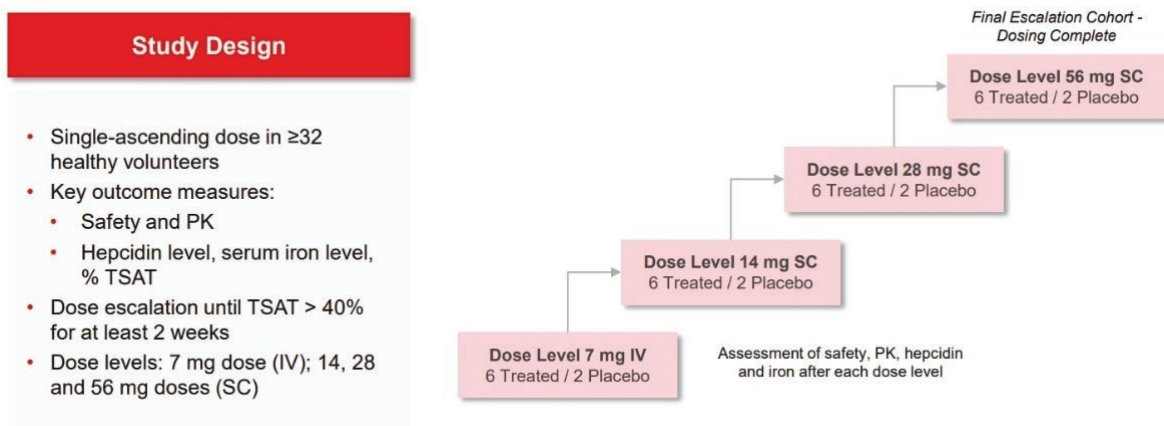 Study Design
• Single-ascending dose in ≥32
healthy volunteers
• Key outcome measures:
• Safety and PK
• Hepcidin level, serum iron level,
% TSAT
• Dose escalation until TSAT > 40%
for at least 2 weeks
• Dose levels: 7 mg dose (IV); 14, 28
and 56 mg doses (SC)
Final Escalation Cohort -
Dosing Complete
Dose Level 56 mg SC
6 Treated / 2 Placebo
Dose Level 28 mg SC
6 Treated / 2 Placebo
Dose Level 14 mg SC
6 Treated / 2 Placebo
Dose Level 7 mg IV
6 Treated / 2 Placebo
Assessment of safety, PK, hepcidin
and iron after each dose level